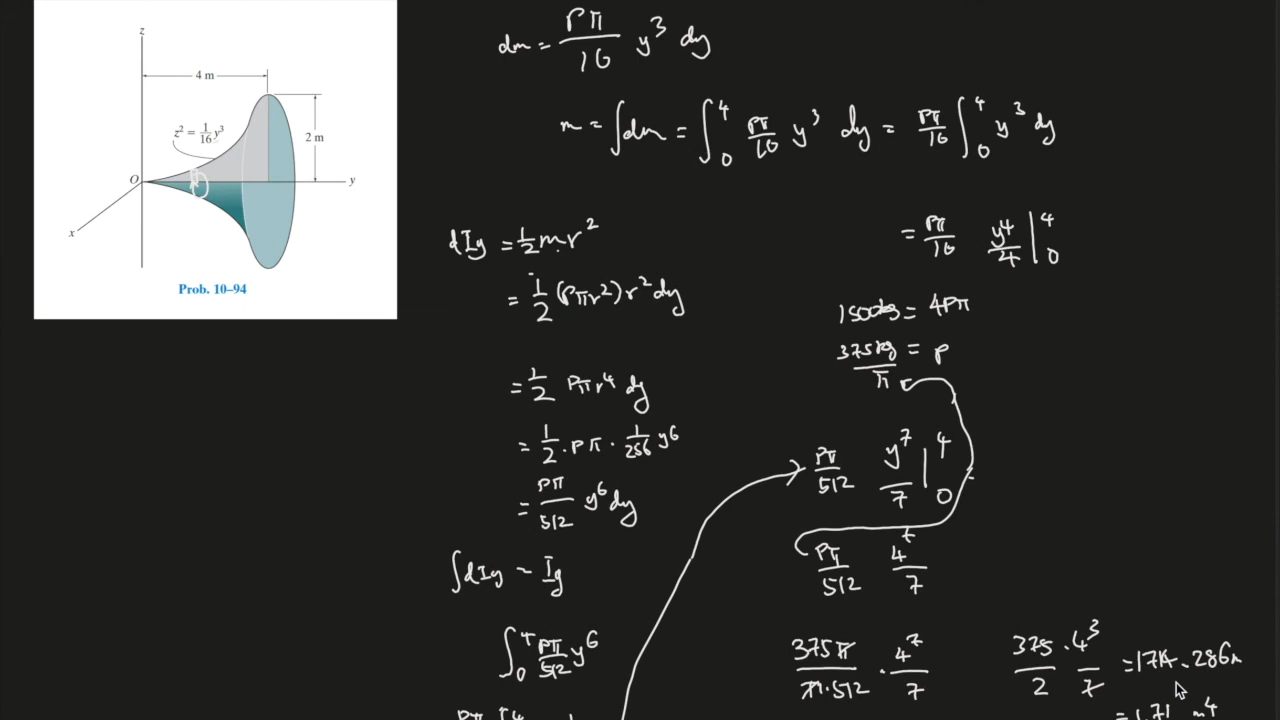 z
4 m
z² = 1/16 y³
2 m
O
y
x
Prob. 10–94
dm = ρπ/16 y³ dy
m = ∫dm = ∫₀⁴ ρπ/16 y³ dy = ρπ/16 ∫₀⁴ y³ dy
= ρπ/16 y⁴/4 |₀⁴
1500kg = 4ρπ
375kg/π = ρ
dIy = 1/2 mr²
= 1/2 (ρπr²) r² dy
= 1/2 ρπr⁴ dy
= 1/2 · ρπ · 1/256 y⁶
= ρπ/512 y⁶ dy
∫dIy = Iy
∫₀⁴ ρπ/512 y⁶
ρπ/512 y⁷/7 |₀⁴
ρπ/512 4⁷/7
375π/π·512 · 4⁷/7
375/2 · 4³/7 = 1714.286